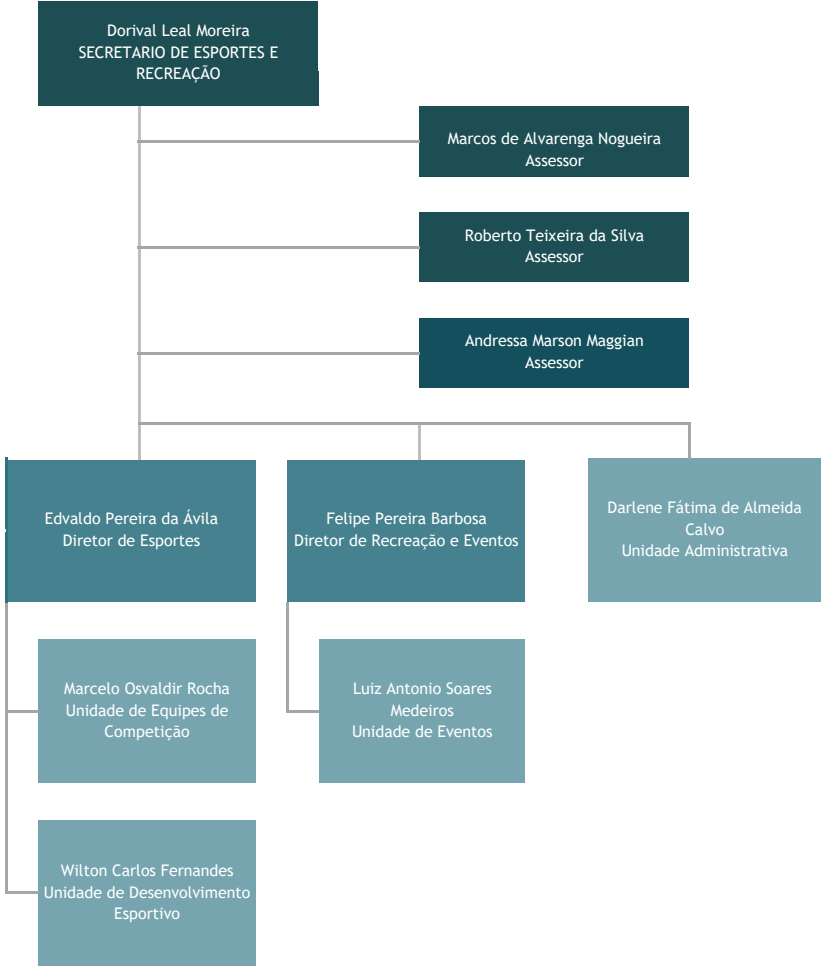 Dorival Leal Moreira
SECRETARIO DE ESPORTES E
RECREAÇÃO
Marcos de Alvarenga Nogueira
Assessor
Roberto Teixeira da Silva
Assessor
Andressa Marson Maggian
Assessor
Edvaldo Pereira da Ávila
Diretor de Esportes
Felipe Pereira Barbosa
Diretor de Recreação e Eventos
Darlene Fátima de Almeida
Calvo
Unidade Administrativa
Marcelo Osvaldir Rocha
Unidade de Equipes de
Competição
Luiz Antonio Soares
Medeiros
Unidade de Eventos
Wilton Carlos Fernandes
Unidade de Desenvolvimento
Esportivo